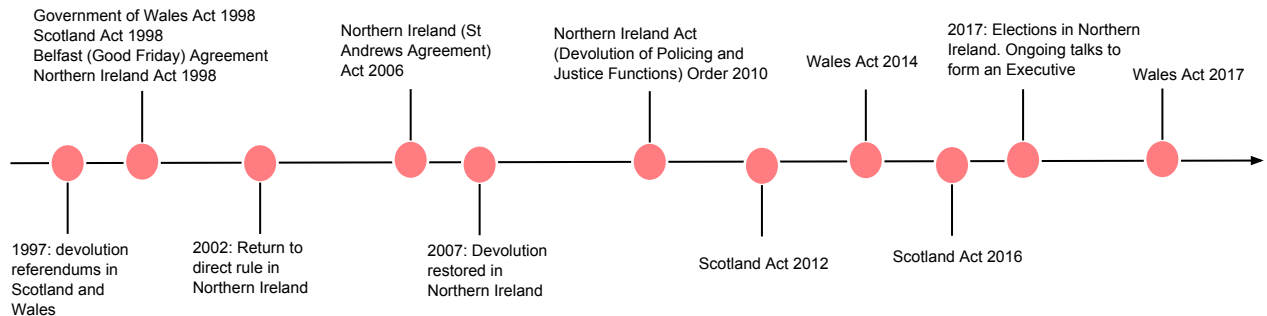 Government of Wales Act 1998
Scotland Act 1998
Belfast (Good Friday) Agreement
Northern Ireland Act 1998
Northern Ireland (St
Andrews Agreement)
Act 2006
Northern Ireland Act
(Devolution of Policing and
Justice Functions) Order 2010
Wales Act 2014
2017: Elections in Northern
Ireland. Ongoing talks to
form an Executive
Wales Act 2017
1997: devolution
referendums in
Scotland and
Wales
2002: Return to
direct rule in
Northern Ireland
2007: Devolution
restored in
Northern Ireland
Scotland Act 2012
Scotland Act 2016